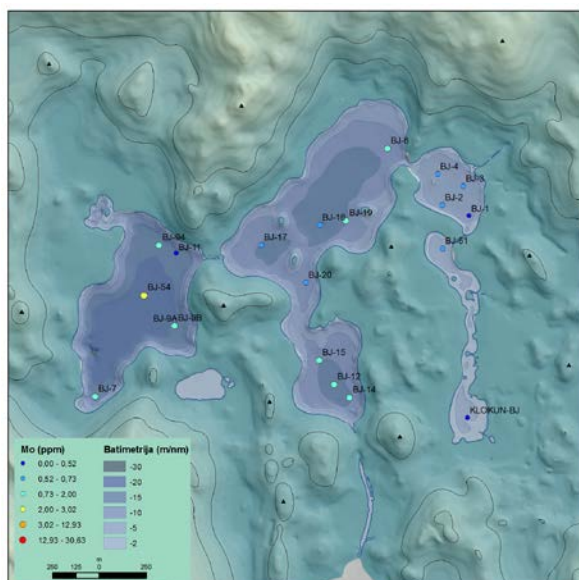 BJ-6
BJ-4
BJ-3
BJ-2
BJ-1
BJ-19
BJ-18
BJ-17
BJ-94
BJ-11
BJ-51
BJ-20
BJ-54
BJ-9A BJ-9B
BJ-15
BJ-12
BJ-14
BJ-7
KLOKUN-BJ
Mo (ppm)
0,00 - 0,52
0,52 - 0,73
0,73 - 2,00
2,00 - 3,02
3,02 - 12,93
12,93 - 30,63
Batimetrija (m/nm)
-30
-20
-15
-10
-5
-2
250 125 0 250
m